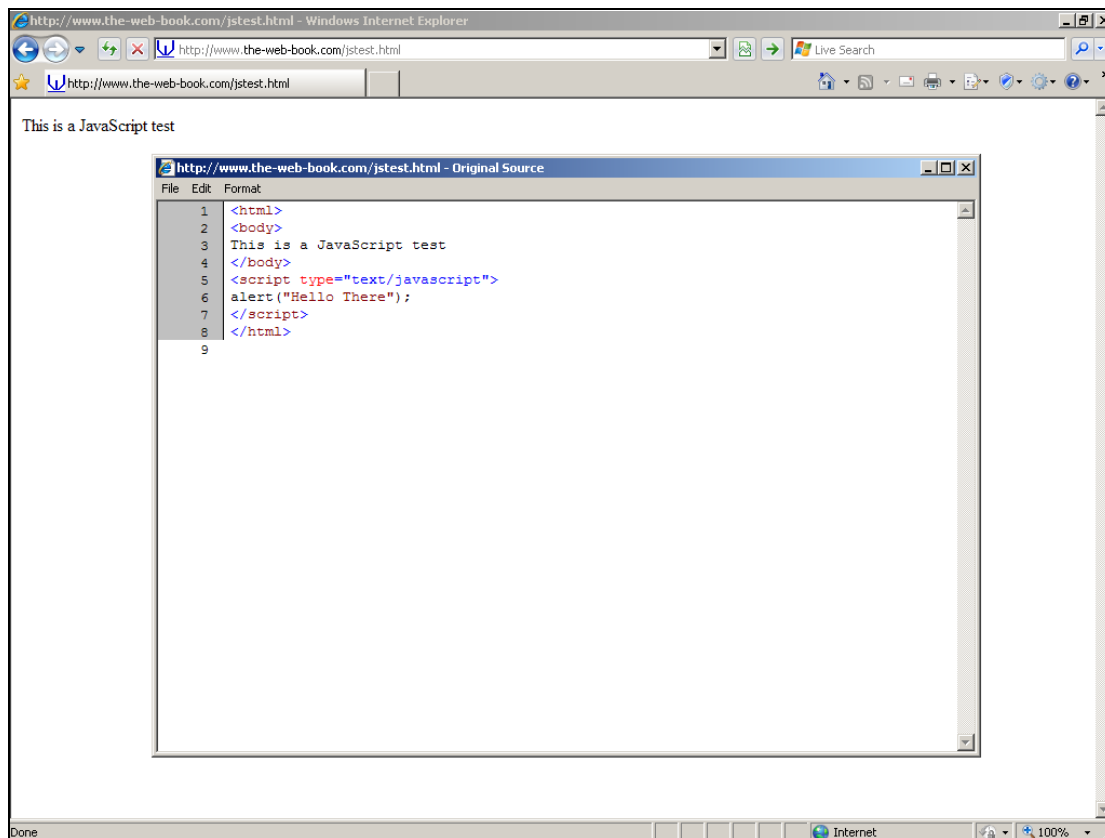 http://www.the-web-book.com/jstest.html - Windows Internet Explorer
http://www.the-web-book.com/jstest.html
Live Search
http://www.the-web-book.com/jstest.html
This is a JavaScript test
http://www.the-web-book.com/jstest.html - Original Source
File Edit Format
1 <html>
2 <body>
3 This is a JavaScript test
4 </body>
5 <script type="text/javascript">
6 alert("Hello There");
7 </script>
8 </html>
9
Done
Internet
100%